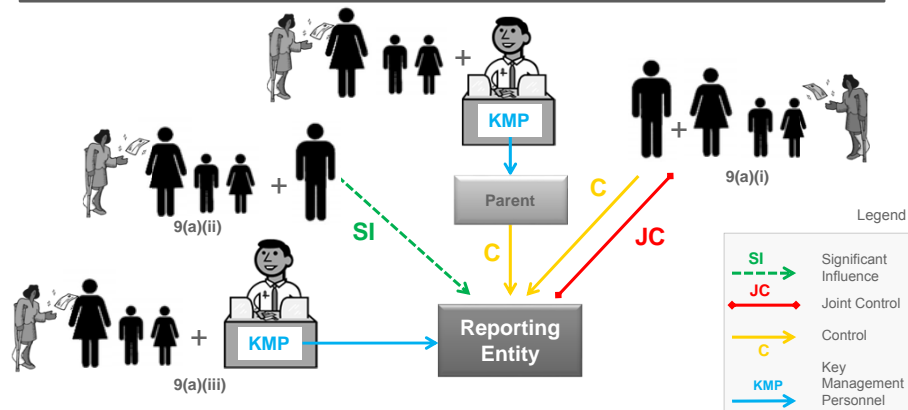 +
KMP
+
9(a)(i)
+
9(a)(ii)
Parent
C
JC
SI
C
Legend
SI
Significant
Influence
JC
Joint Control
Control
C
KMP
Key
Management
Personnel
Reporting
Entity
+
KMP
9(a)(iii)